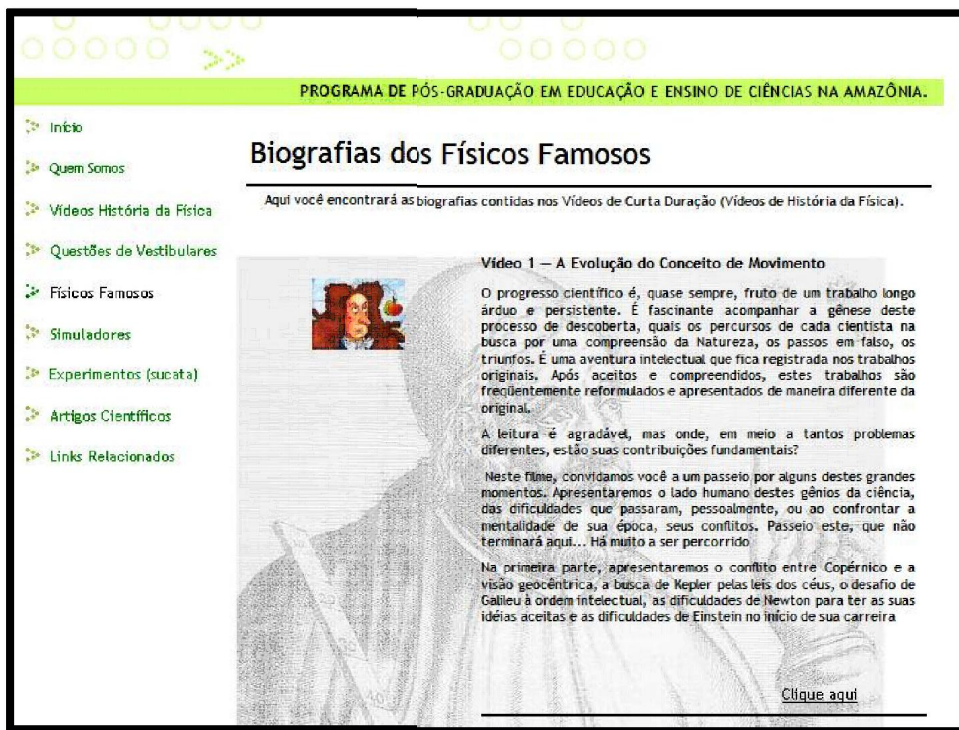 PROGRAMA DE PÓS-GRADUAÇÃO EM EDUCAÇÃO E ENSINO DE CIÊNCIAS NA AMAZÔNIA.
Início
Quem Somos
Vídeos História da Física
Questões de Vestibulares
Físicos Famosos
Simuladores
Experimentos (sucata)
Artigos Científicos
Links Relacionados
Biografias dos Físicos Famosos
Aqui você encontrará as biografias contidas nos Vídeos de Curta Duração (Vídeos de História da Física).
Vídeo 1 — A Evolução do Conceito de Movimento
O progresso científico é, quase sempre, fruto de um trabalho longo
árduo e persistente. É fascinante acompanhar a gênese deste
processo de descoberta, quais os percursos de cada cientista na
busca por uma compreensão da Natureza, os passos em falso, os
triunfos. É uma aventura intelectual que fica registrada nos trabalhos
originais. Após aceitos e compreendidos, estes trabalhos são
freqüentemente reformulados e apresentados de maneira diferente da
original.
A leitura é agradável, mas onde, em meio a tantos problemas
diferentes, estão suas contribuições fundamentais?
Neste filme, convidamos você a um passeio por alguns destes grandes
momentos. Apresentaremos o lado humano destes gênios da ciência,
das dificuldades que passaram, pessoalmente, ou ao confrontar a
mentalidade de sua época, seus conflitos. Passeio este, que não
terminará aqui... Há muito a ser percorrido
Na primeira parte, apresentaremos o conflito entre Copérnico e a
visão geocêntrica, a busca de Kepler pelas leis dos céus, o desafio de
Galileu à ordem intelectual, as dificuldades de Newton para ter as suas
idéias aceitas e as dificuldades de Einstein no início de sua carreira
Clique aqui